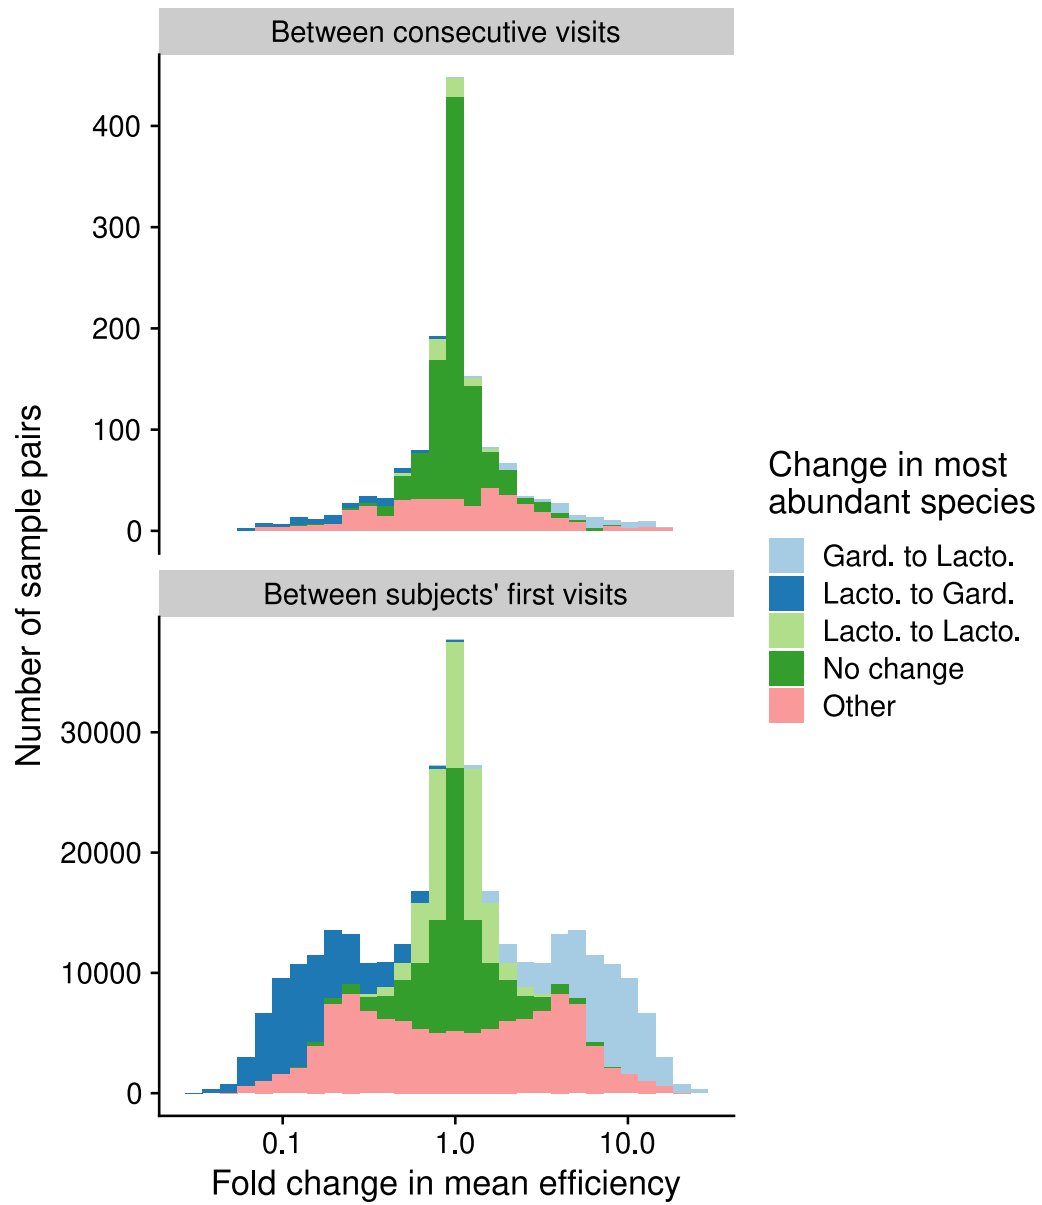 Between consecutive visits
400
300
200
100
0
Number of sample pairs
Between subjects' first visits
30000
20000
10000
0
0.1 1.0 10.0
Fold change in mean efficiency
Change in most
abundant species
Gard. to Lacto.
Lacto. to Gard.
Lacto. to Lacto.
No change
Other